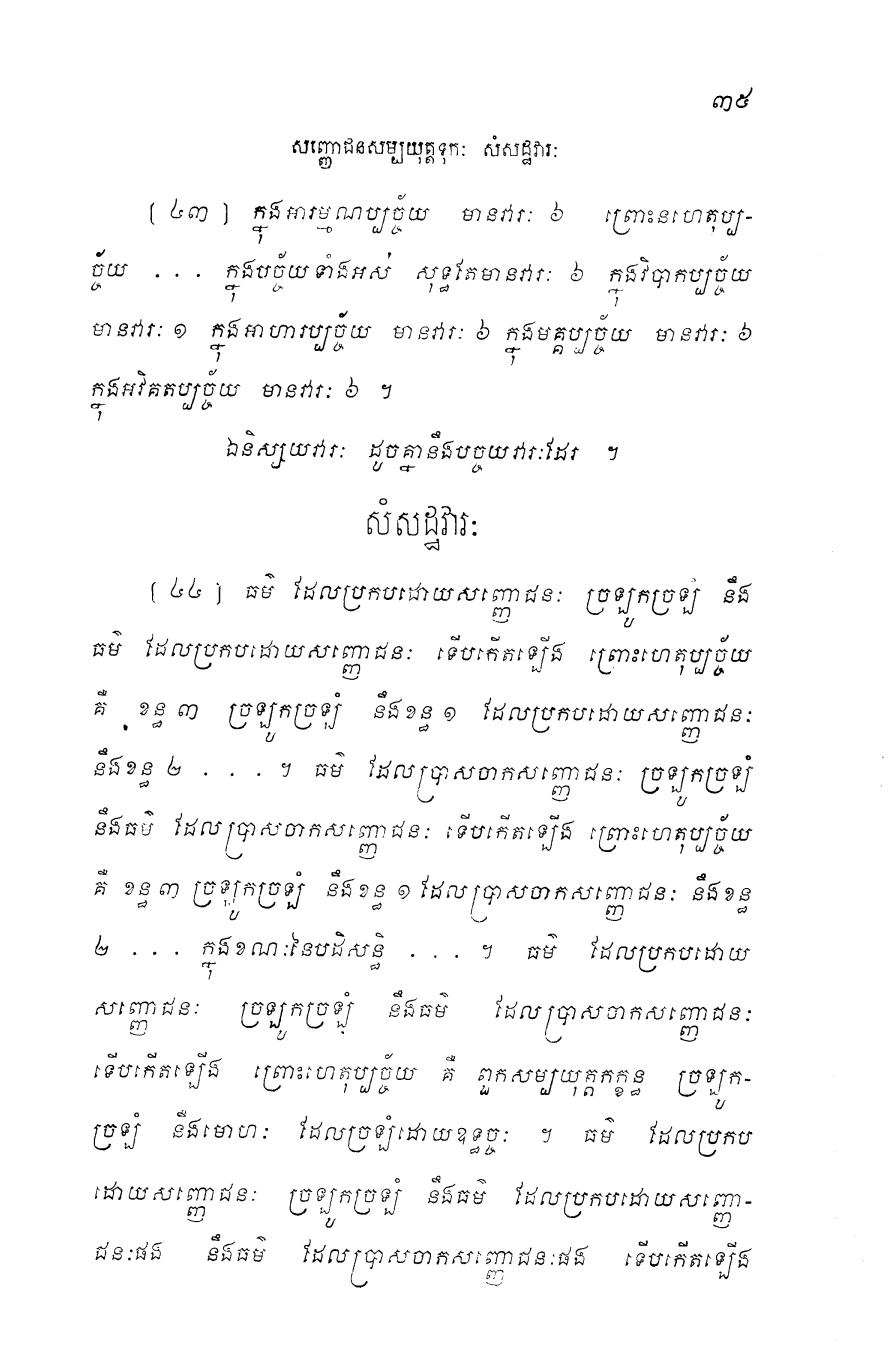 ៣៥
សញ្ញោជនសម្បយុត្តទុកៈ សំសដ្ឋវារៈ
[ ៤៣ ] ក្នុងអារម្មណប្បច្ច័យ មានវារៈ ៦ ព្រោះនហេតុប្ប-
ច្ច័យ . . . ក្នុងបច្ច័យទាំងអស់ សុទ្ធតែមានវារៈ ៦ ក្នុងវិបាកប្បច្ច័យ
មានវារៈ ១ ក្នុងអាហារប្បច្ច័យ មានវារៈ ៦ ក្នុងមគ្គប្បច្ច័យ មានវារៈ ៦
ក្នុងអវិគតប្បច្ច័យ មានវារៈ ៦ ។
ឯនិស្សយវារៈ ដូចគ្នានឹងបច្ចយវារៈដែរ ។
សំសដ្ឋវារៈ
[ ៤៤ ] ធម៌ ដែលប្រកបដោយសញ្ញោជនៈ ច្រឡូកច្រឡំ នឹង
ធម៌ ដែលប្រកបដោយសញ្ញោជនៈ ទើបកើតឡើង ព្រោះហេតុប្បច្ច័យ
គឺ ខន្ធ ៣ ច្រឡូកច្រឡំ នឹងខន្ធ ១ ដែលប្រកបដោយសញ្ញោជនៈ
នឹងខន្ធ ២ . . . . ។ ធម៌ ដែលប្រាសចាកសញ្ញោជនៈ ច្រឡូកច្រឡំ
នឹងធម៌ ដែលប្រាសចាកសញ្ញោជនៈ ទើបកើតឡើង ព្រោះហេតុប្បច្ច័យ
គឺ ខន្ធ ៣ ច្រឡូកច្រឡំ នឹងខន្ធ ១ ដែលប្រាសចាកសញ្ញោជនៈ នឹងខន្ធ
២ . . . ក្នុងខណៈនៃបដិសន្ធិ . . . ។ ធម៌ ដែលប្រកបដោយ
សញ្ញោជនៈ ច្រឡូកច្រឡំ នឹងធម៌ ដែលប្រាសចាកសញ្ញោជនៈ
ទើបកើតឡើង ព្រោះហេតុប្បច្ច័យ គឺ ពួកសម្បយុត្តកក្ខន្ធ ច្រឡូក-
ច្រឡំ នឹងមោហៈ ដែលច្រឡំដោយឧទ្ធច្ចៈ ។ ធម៌ ដែលប្រកប
ដោយសញ្ញោជនៈ ច្រឡូកច្រឡំ នឹងធម៌ ដែលប្រកបដោយសញ្ញោ-
ជនៈផង នឹងធម៌ ដែលប្រាសចាកសញ្ញោជនៈផង ទើបកើតឡើង